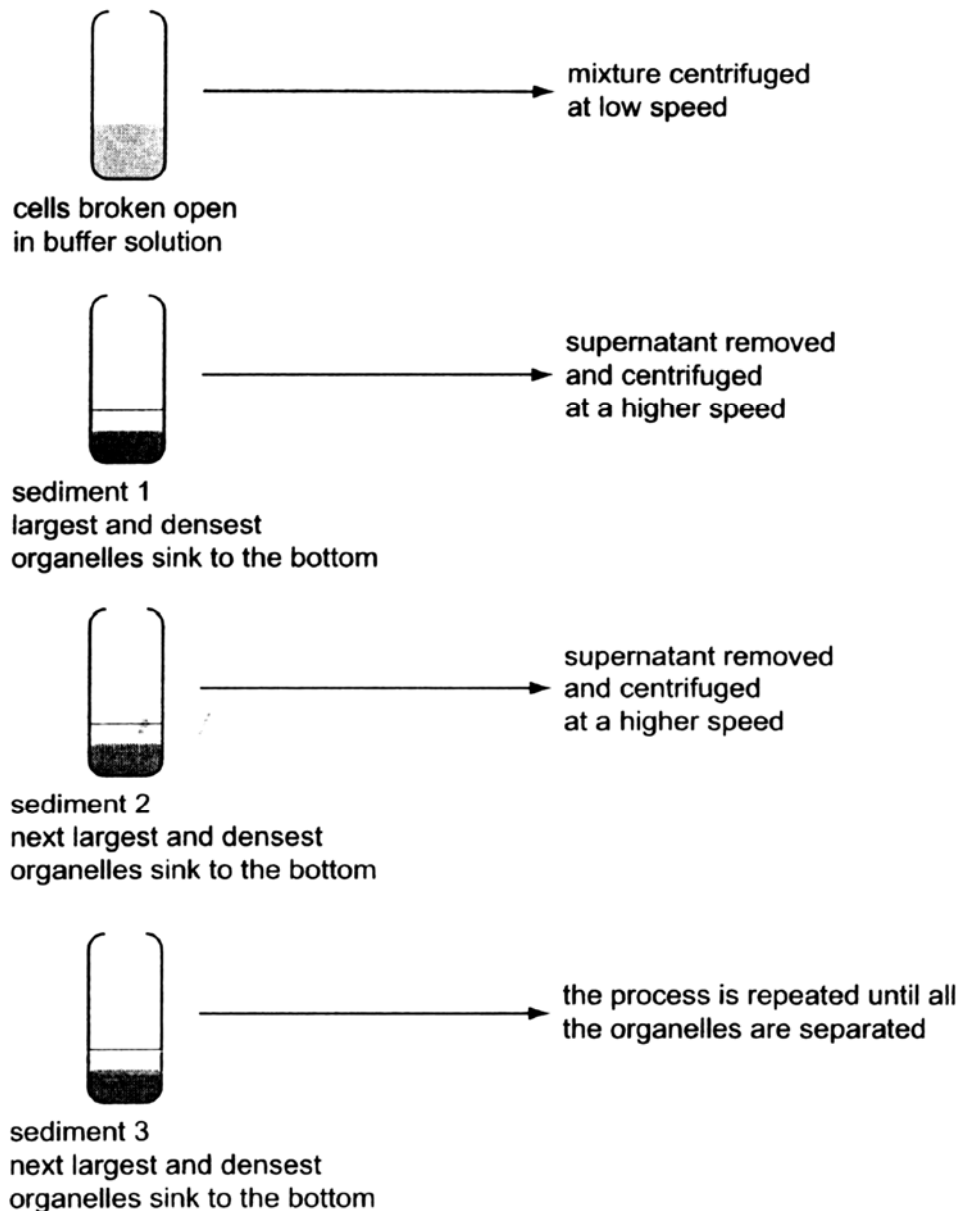 mixture centrifuged
at low speed
cells broken open
in buffer solution
supernatant removed
and centrifuged
at a higher speed
sediment 1
largest and densest
organelles sink to the bottom
supernatant removed
and centrifuged
at a higher speed
sediment 2
next largest and densest
organelles sink to the bottom
the process is repeated until all
the organelles are separated
sediment 3
next largest and densest
organelles sink to the bottom